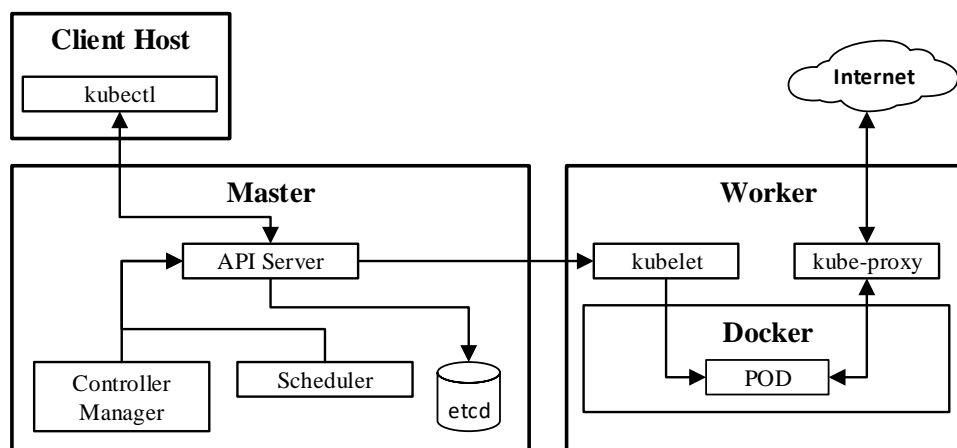 Client Host
kubectl
Internet
Master
Worker
API Server
kubelet
kube-proxy
Docker
Controller
Manager
Scheduler
etcd
POD